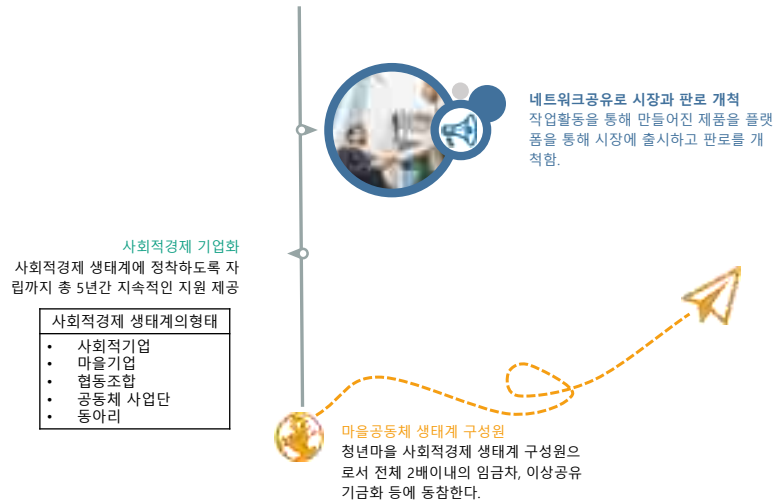 네트워크공유로 시장과 판로 개척
작업활동을 통해 만들어진 제품을 플랫
폼을 통해 시장에 출시하고 판로를 개
척함.
사회적경제 기업화
사회적경제 생태계에 정착하도록 자
립까지 총 5년간 지속적인 지원 제공
사회적경제 생태계의형태
• 사회적기업
• 마을기업
• 협동조합
• 공동체 사업단
• 동아리
마을공동체 생태계 구성원
청년마을 사회적경제 생태계 구성원으
로서 전체 2배이내의 임금차, 이상공유
기금화 등에 동참한다.